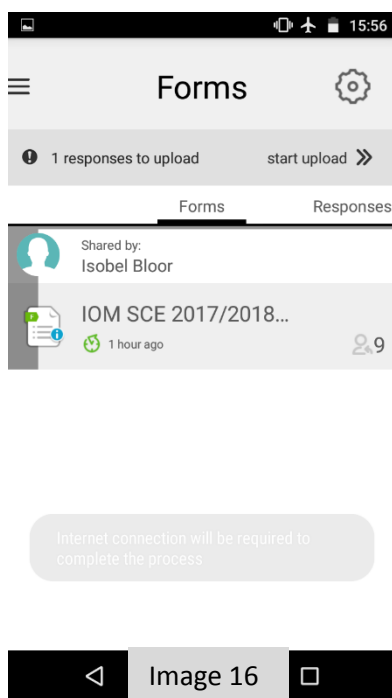 15:56
Forms
1 responses to upload start upload
Forms Responses
Shared by:
Isobel Bloor
IOM SCE 2017/2018...
1 hour ago 9
Internet connection will be required to
complete the process
Image 16